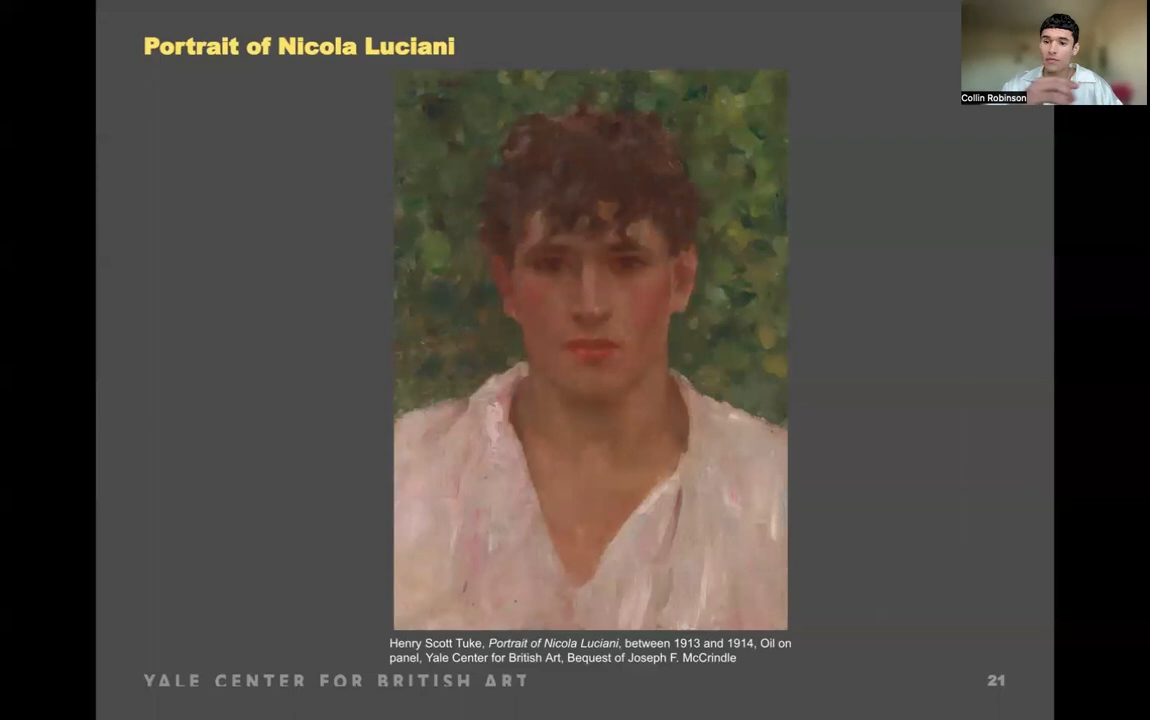 Portrait of Nicola Luciani
Collin Robinson
Henry Scott Tuke, Portrait of Nicola Luciani, between 1913 and 1914, Oil on
panel, Yale Center for British Art, Bequest of Joseph F. McCrindle
YALE CENTER FOR BRITISH ART
21